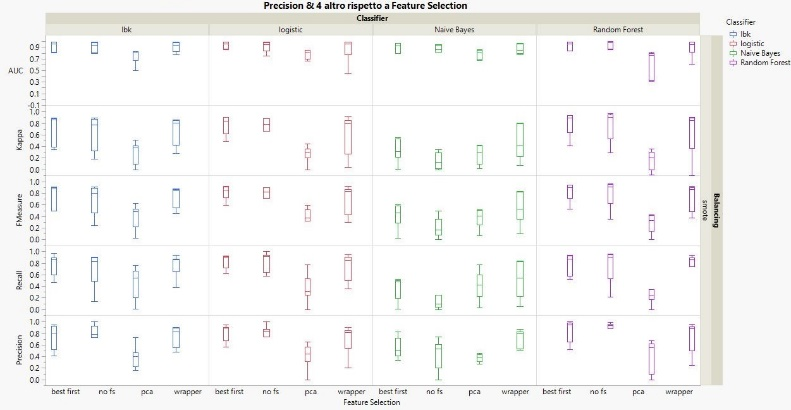 Precision & 4 altro rispetto a Feature Selection
Classifier
Ibk logistic Naive Bayes Random Forest
Classifier
Ibk
logistic
Naive Bayes
Random Forest
AUC
0.9
0.7
0.5
0.3
0.1
-0.1
Kappa
1.0
0.8
0.6
0.4
0.2
0.0
FMeasure
1.0
0.8
0.6
0.4
0.2
0.0
Recall
1.0
0.8
0.6
0.4
0.2
0.0
Precision
1.0
0.8
0.6
0.4
0.2
0.0
smote
Balancing
best first no fs pca wrapper best first no fs pca wrapper best first no fs pca wrapper best first no fs pca wrapper
Feature Selection